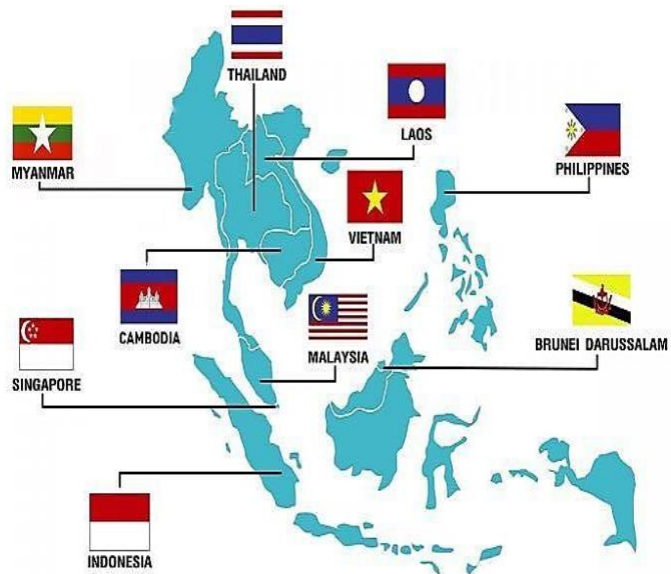 THAILAND
LAOS
MYANMAR
PHILIPPINES
VIETNAM
CAMBODIA
BRUNEI DARUSSALAM
MALAYSIA
SINGAPORE
INDONESIA